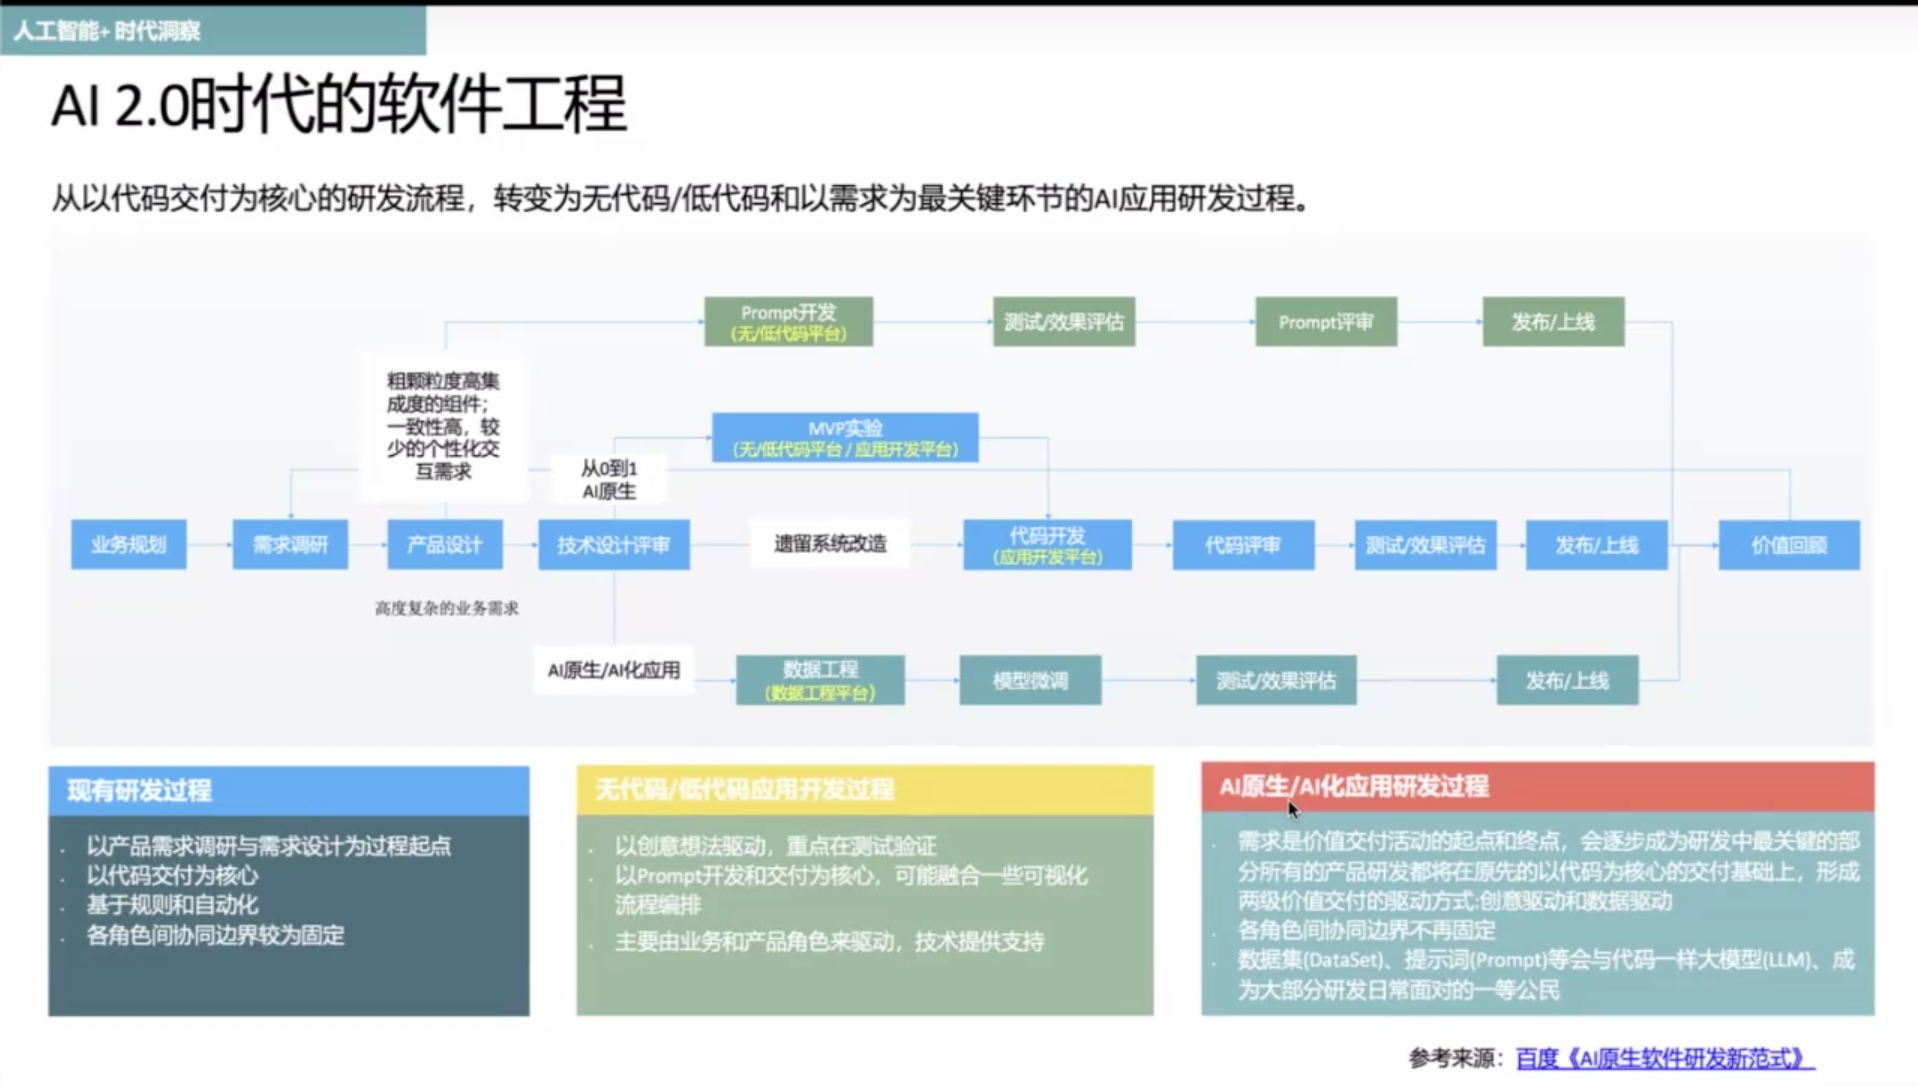 人工智能+ 时代洞察
AI 2.0时代的软件工程
从以代码交付为核心的研发流程，转变为无代码/低代码和以需求为最关键环节的AI应用研发过程。
Prompt开发
（无/低代码平台）
测试/效果评估
Prompt评审
发布/上线
粗颗粒度高集
成度的组件；
一致性高，较
少的个性化交
互需求
MVP实验
（无/低代码平台 / 应用开发平台）
从0到1
AI原生
业务规划
需求调研
产品设计
技术设计评审
遗留系统改造
代码开发
（应用开发平台）
代码评审
测试/效果评估
发布/上线
价值回顾
高度复杂的业务需求
AI原生/AI化应用
数据工程
（数据工程平台）
模型微调
测试/效果评估
发布/上线
现有研发过程
. 以产品需求调研与需求设计为过程起点
. 以代码交付为核心
. 基于规则和自动化
. 各角色间协同边界较为固定
无代码/低代码应用开发过程
. 以创意想法驱动，重点在测试验证
. 以Prompt开发和交付为核心，可能融合一些可视化
流程编排
. 主要由业务和产品角色来驱动，技术提供支持
AI原生/AI化应用研发过程
. 需求是价值交付活动的起点和终点，会逐步成为研发中最关键的部
分所有的产品研发都将在原先的以代码为核心的交付基础上，形成
两级价值交付的驱动方式:创意驱动和数据驱动
. 各角色间协同边界不再固定
. 数据集(DataSet)、提示词(Prompt)等会与代码一样大模型(LLM)、成
为大部分研发日常面对的一等公民
参考来源：百度《AI原生软件研发新范式》